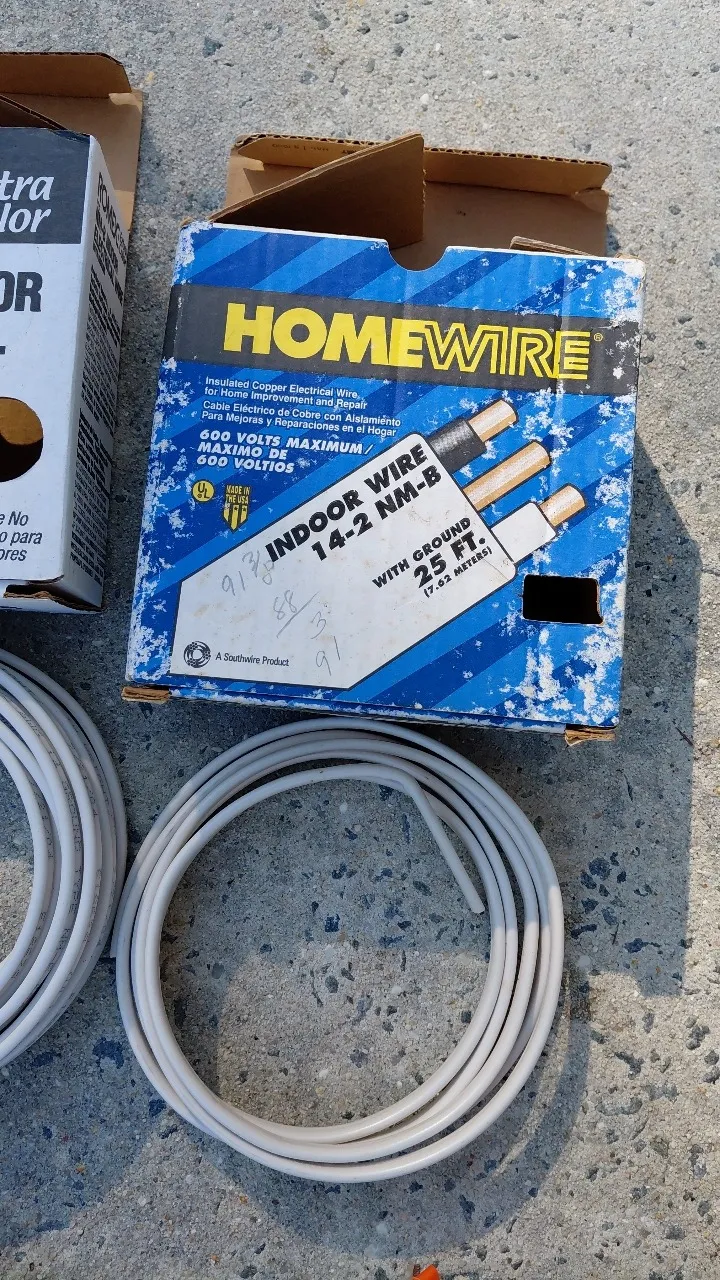 tra
lor
OR
e No
o para
ores
HOMEWIRE®
Insulated Copper Electrical Wire
for Home Improvement and Repair
Cable Eléctrico de Cobre con Aislamiento
Para Mejoras y Reparaciones en el Hogar
600 VOLTS MAXIMUM/
MAXIMO DE
600 VOLTIOS
UL
MADE IN
THE USA
INDOOR WIRE
14-2 NM-B
WITH GROUND
25 FT.
(7.62 METERS)
88
3
91
A Southwire Product